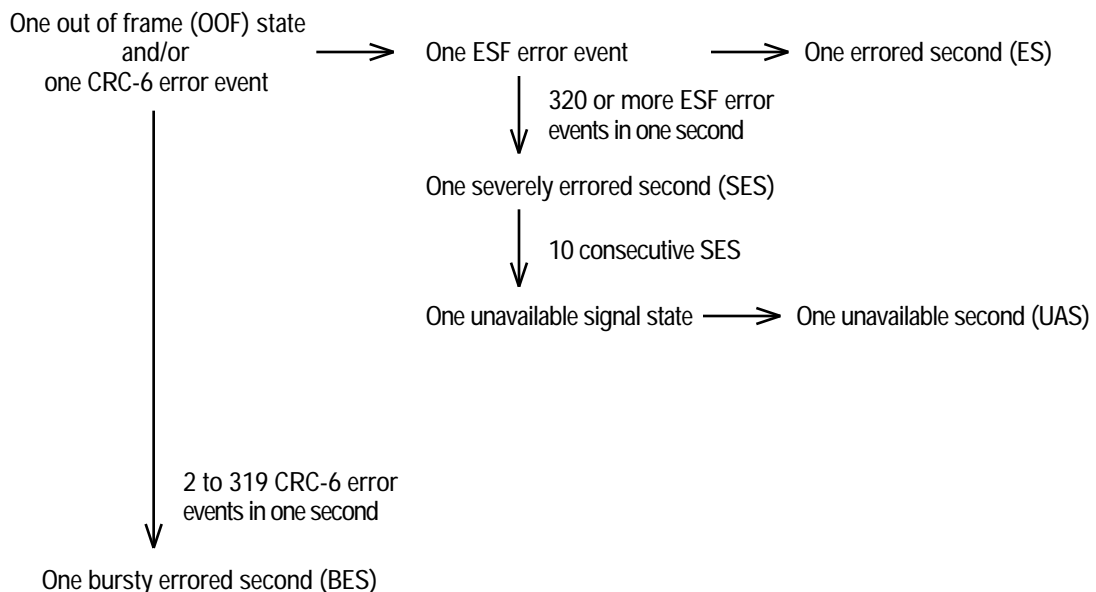 One out of frame (OOF) state
and/or
one CRC-6 error event
One ESF error event
One errored second (ES)
320 or more ESF error
events in one second
One severely errored second (SES)
10 consecutive SES
One unavailable signal state
One unavailable second (UAS)
2 to 319 CRC-6 error
events in one second
One bursty errored second (BES)